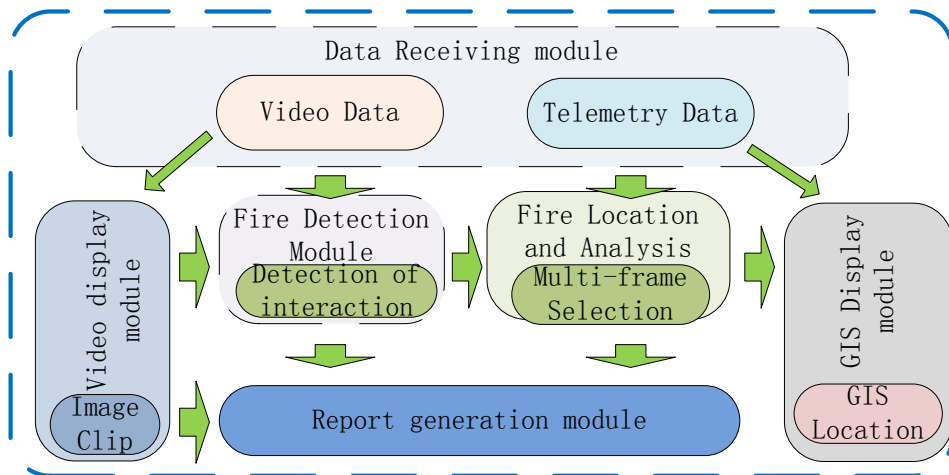 Data Receiving module
Video Data
Telemetry Data
Video display
module
Image
Clip
Fire Detection
Module
Detection of
interaction
Fire Location
and Analysis
Multi-frame
Selection
GIS Display
module
GIS
Location
Report generation module